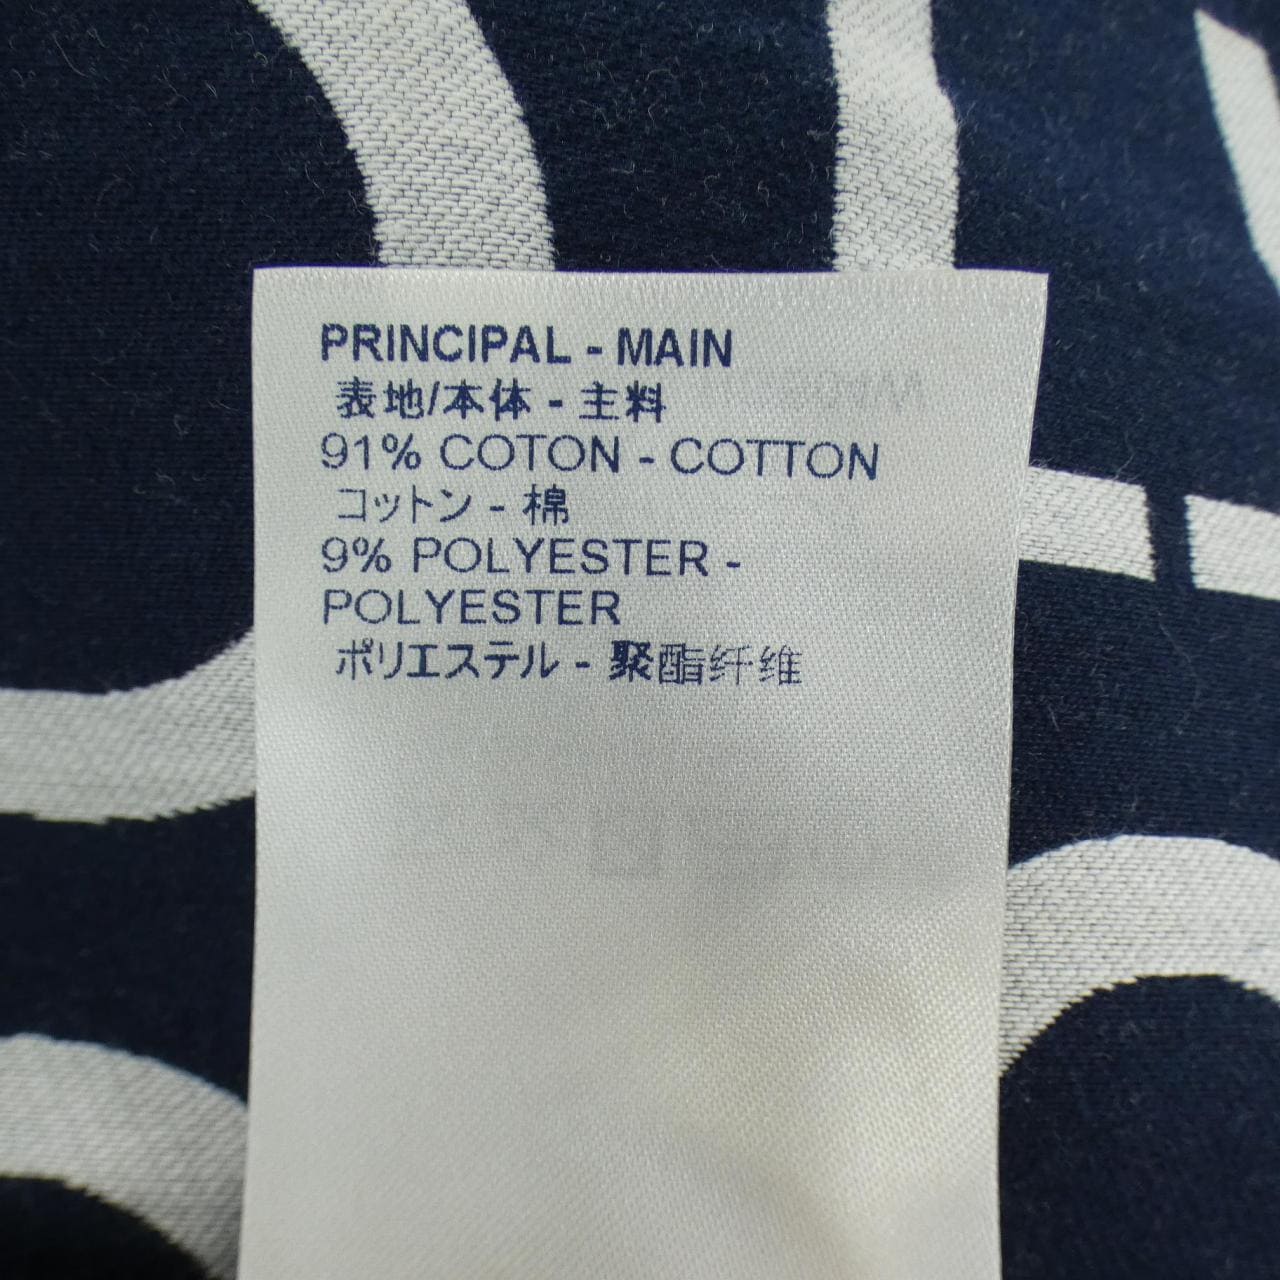 PRINCIPAL - MAIN
表地/本体 - 主料
91% COTON - COTTON
コットン - 棉
9% POLYESTER -
POLYESTER
ポリエステル - 聚酯纤维